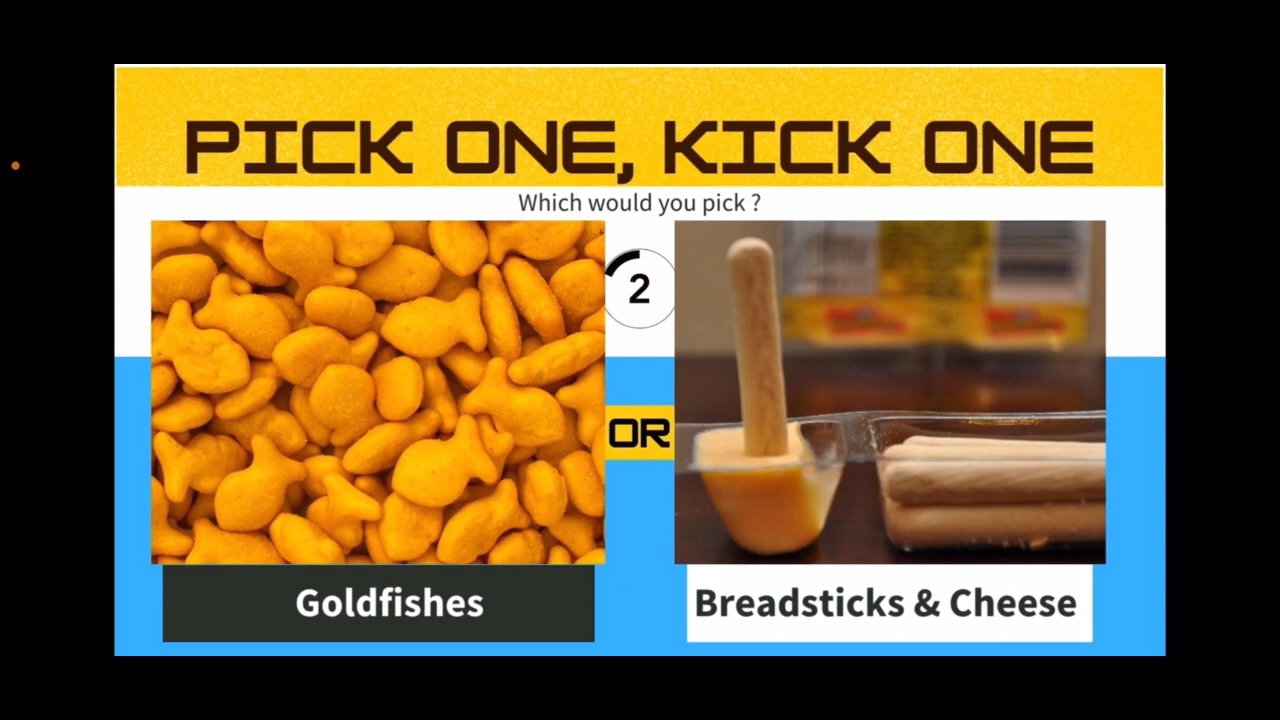 PICK ONE, KICK ONE
Which would you pick ?
2
OR
Goldfishes
Breadsticks & Cheese